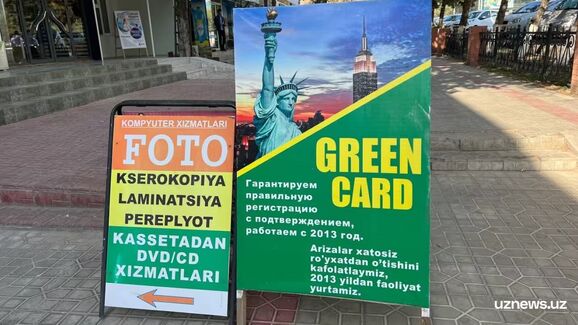 KOMPYUTER XIZMATLARI
FOTO
KSEROKOPIYA
LAMINATSIYA
PEREPLYOT
KASSETADAN
DVD/CD
XIZMATLARI
GREEN
CARD
Гарантируем
правильную
регистрацию
с подтверждением,
работаем с 2013 год.
Arizalar xatosiz
ro'yxatdan o'tishini
kafolatlaymiz,
2013 yildan faoliyat
yurtamiz.
uznews.uz